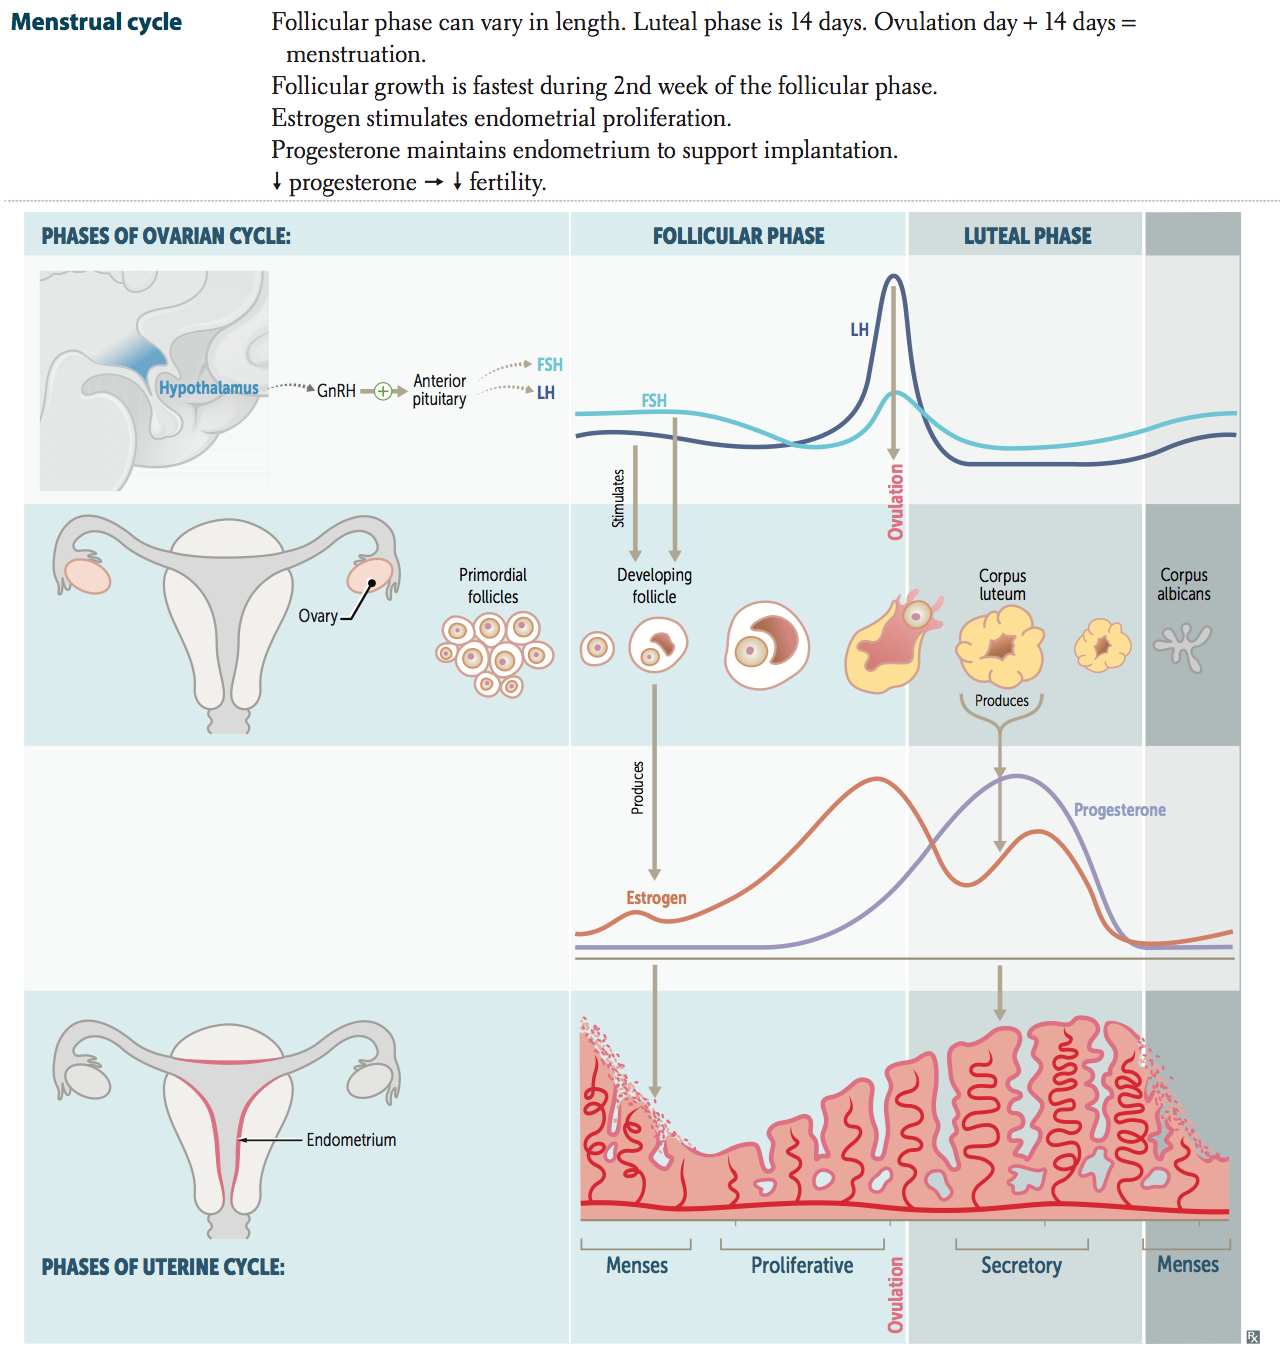 Menstrual cycle
Follicular phase can vary in length. Luteal phase is 14 days. Ovulation day + 14 days =
menstruation.
Follicular growth is fastest during 2nd week of the follicular phase.
Estrogen stimulates endometrial proliferation.
Progesterone maintains endometrium to support implantation.
↓ progesterone → ↓ fertility.
PHASES OF OVARIAN CYCLE:
FOLLICULAR PHASE
LUTEAL PHASE
Hypothalamus
GnRH
+
Anterior
pituitary
FSH
LH
FSH
LH
Stimulates
Ovulation
Ovary
Primordial
follicles
Developing
follicle
Corpus
luteum
Corpus
albicans
Produces
Produces
Estrogen
Progesterone
Endometrium
PHASES OF UTERINE CYCLE:
Menses
Proliferative
Ovulation
Secretory
Menses
Rx